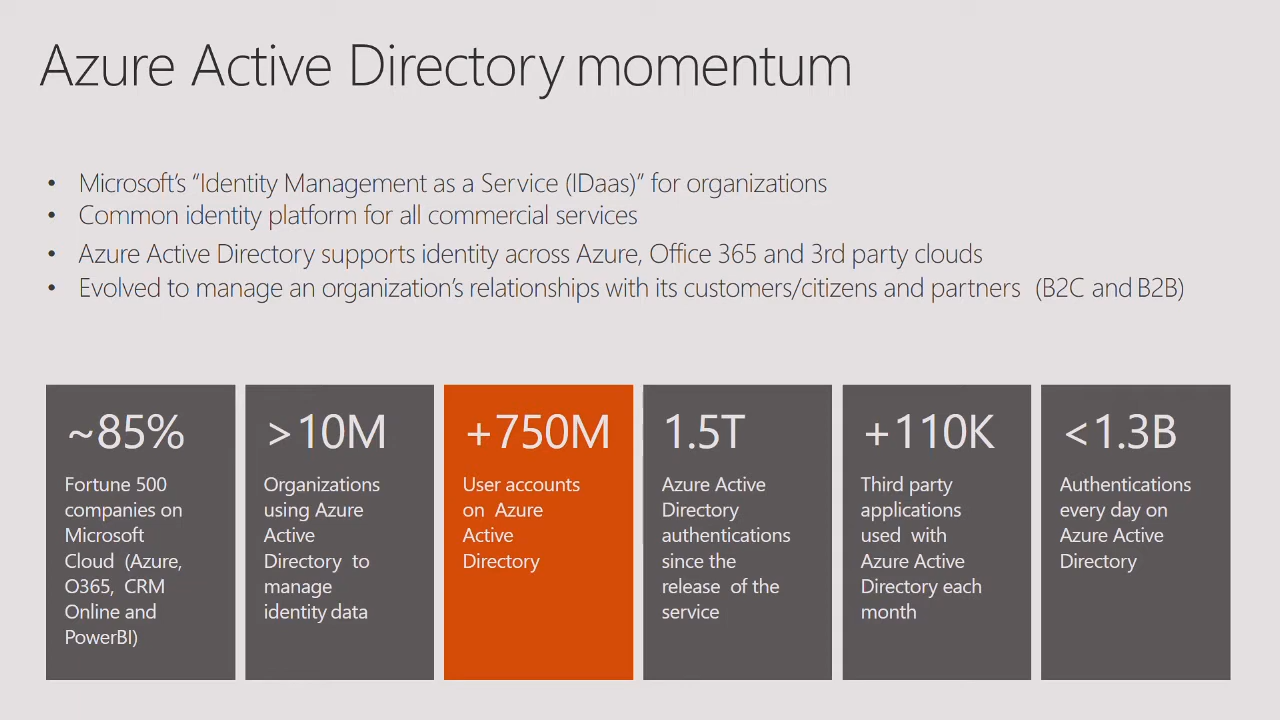 Azure Active Directory momentum
• Microsoft's “Identity Management as a Service (IDaas)” for organizations
• Common identity platform for all commercial services
• Azure Active Directory supports identity across Azure, Office 365 and 3rd party clouds
• Evolved to manage an organization's relationships with its customers/citizens and partners (B2C and B2B)
~85%
Fortune 500
companies on
Microsoft
Cloud (Azure,
O365, CRM
Online and
PowerBI)
>10M
Organizations
using Azure
Active
Directory to
manage
identity data
+750M
User accounts
on Azure
Active
Directory
1.5T
Azure Active
Directory
authentications
since the
release of the
service
+110K
Third party
applications
used with
Azure Active
Directory each
month
<1.3B
Authentications
every day on
Azure Active
Directory